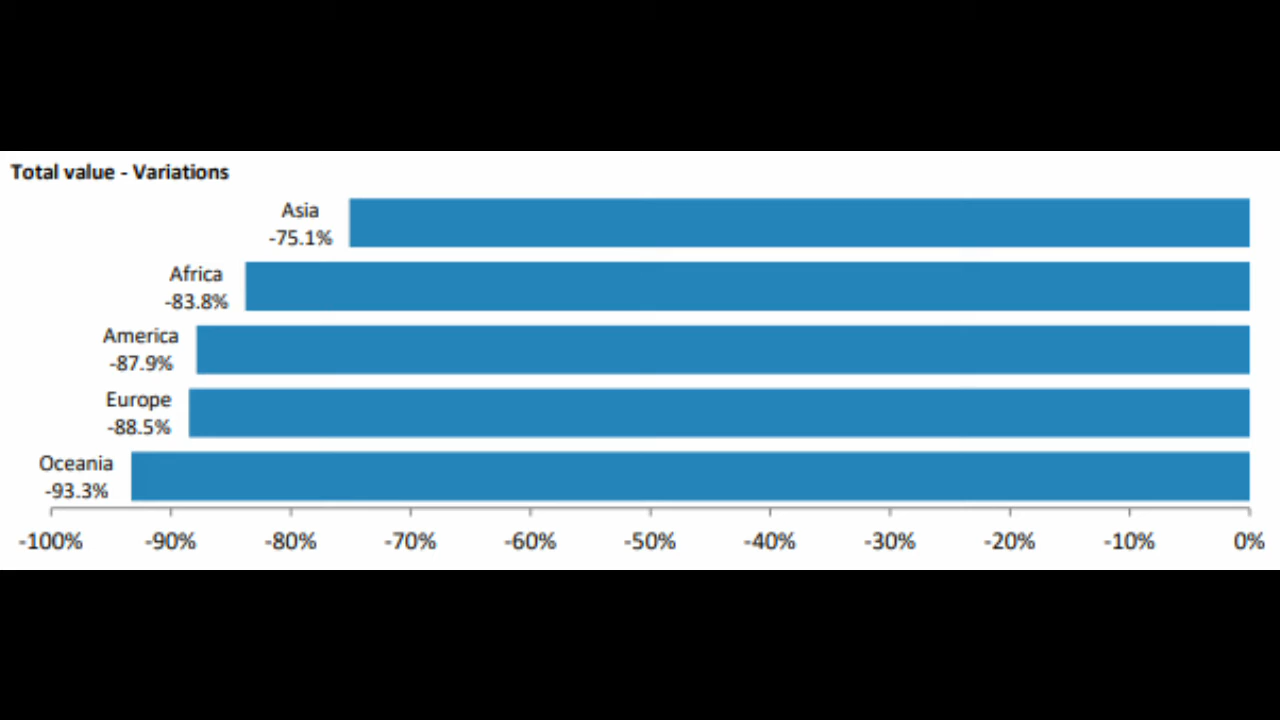 Total value - Variations
Asia
-75.1%
Africa
-83.8%
America
-87.9%
Europe
-88.5%
Oceania
-93.3%
-100% -90% -80% -70% -60% -50% -40% -30% -20% -10% 0%